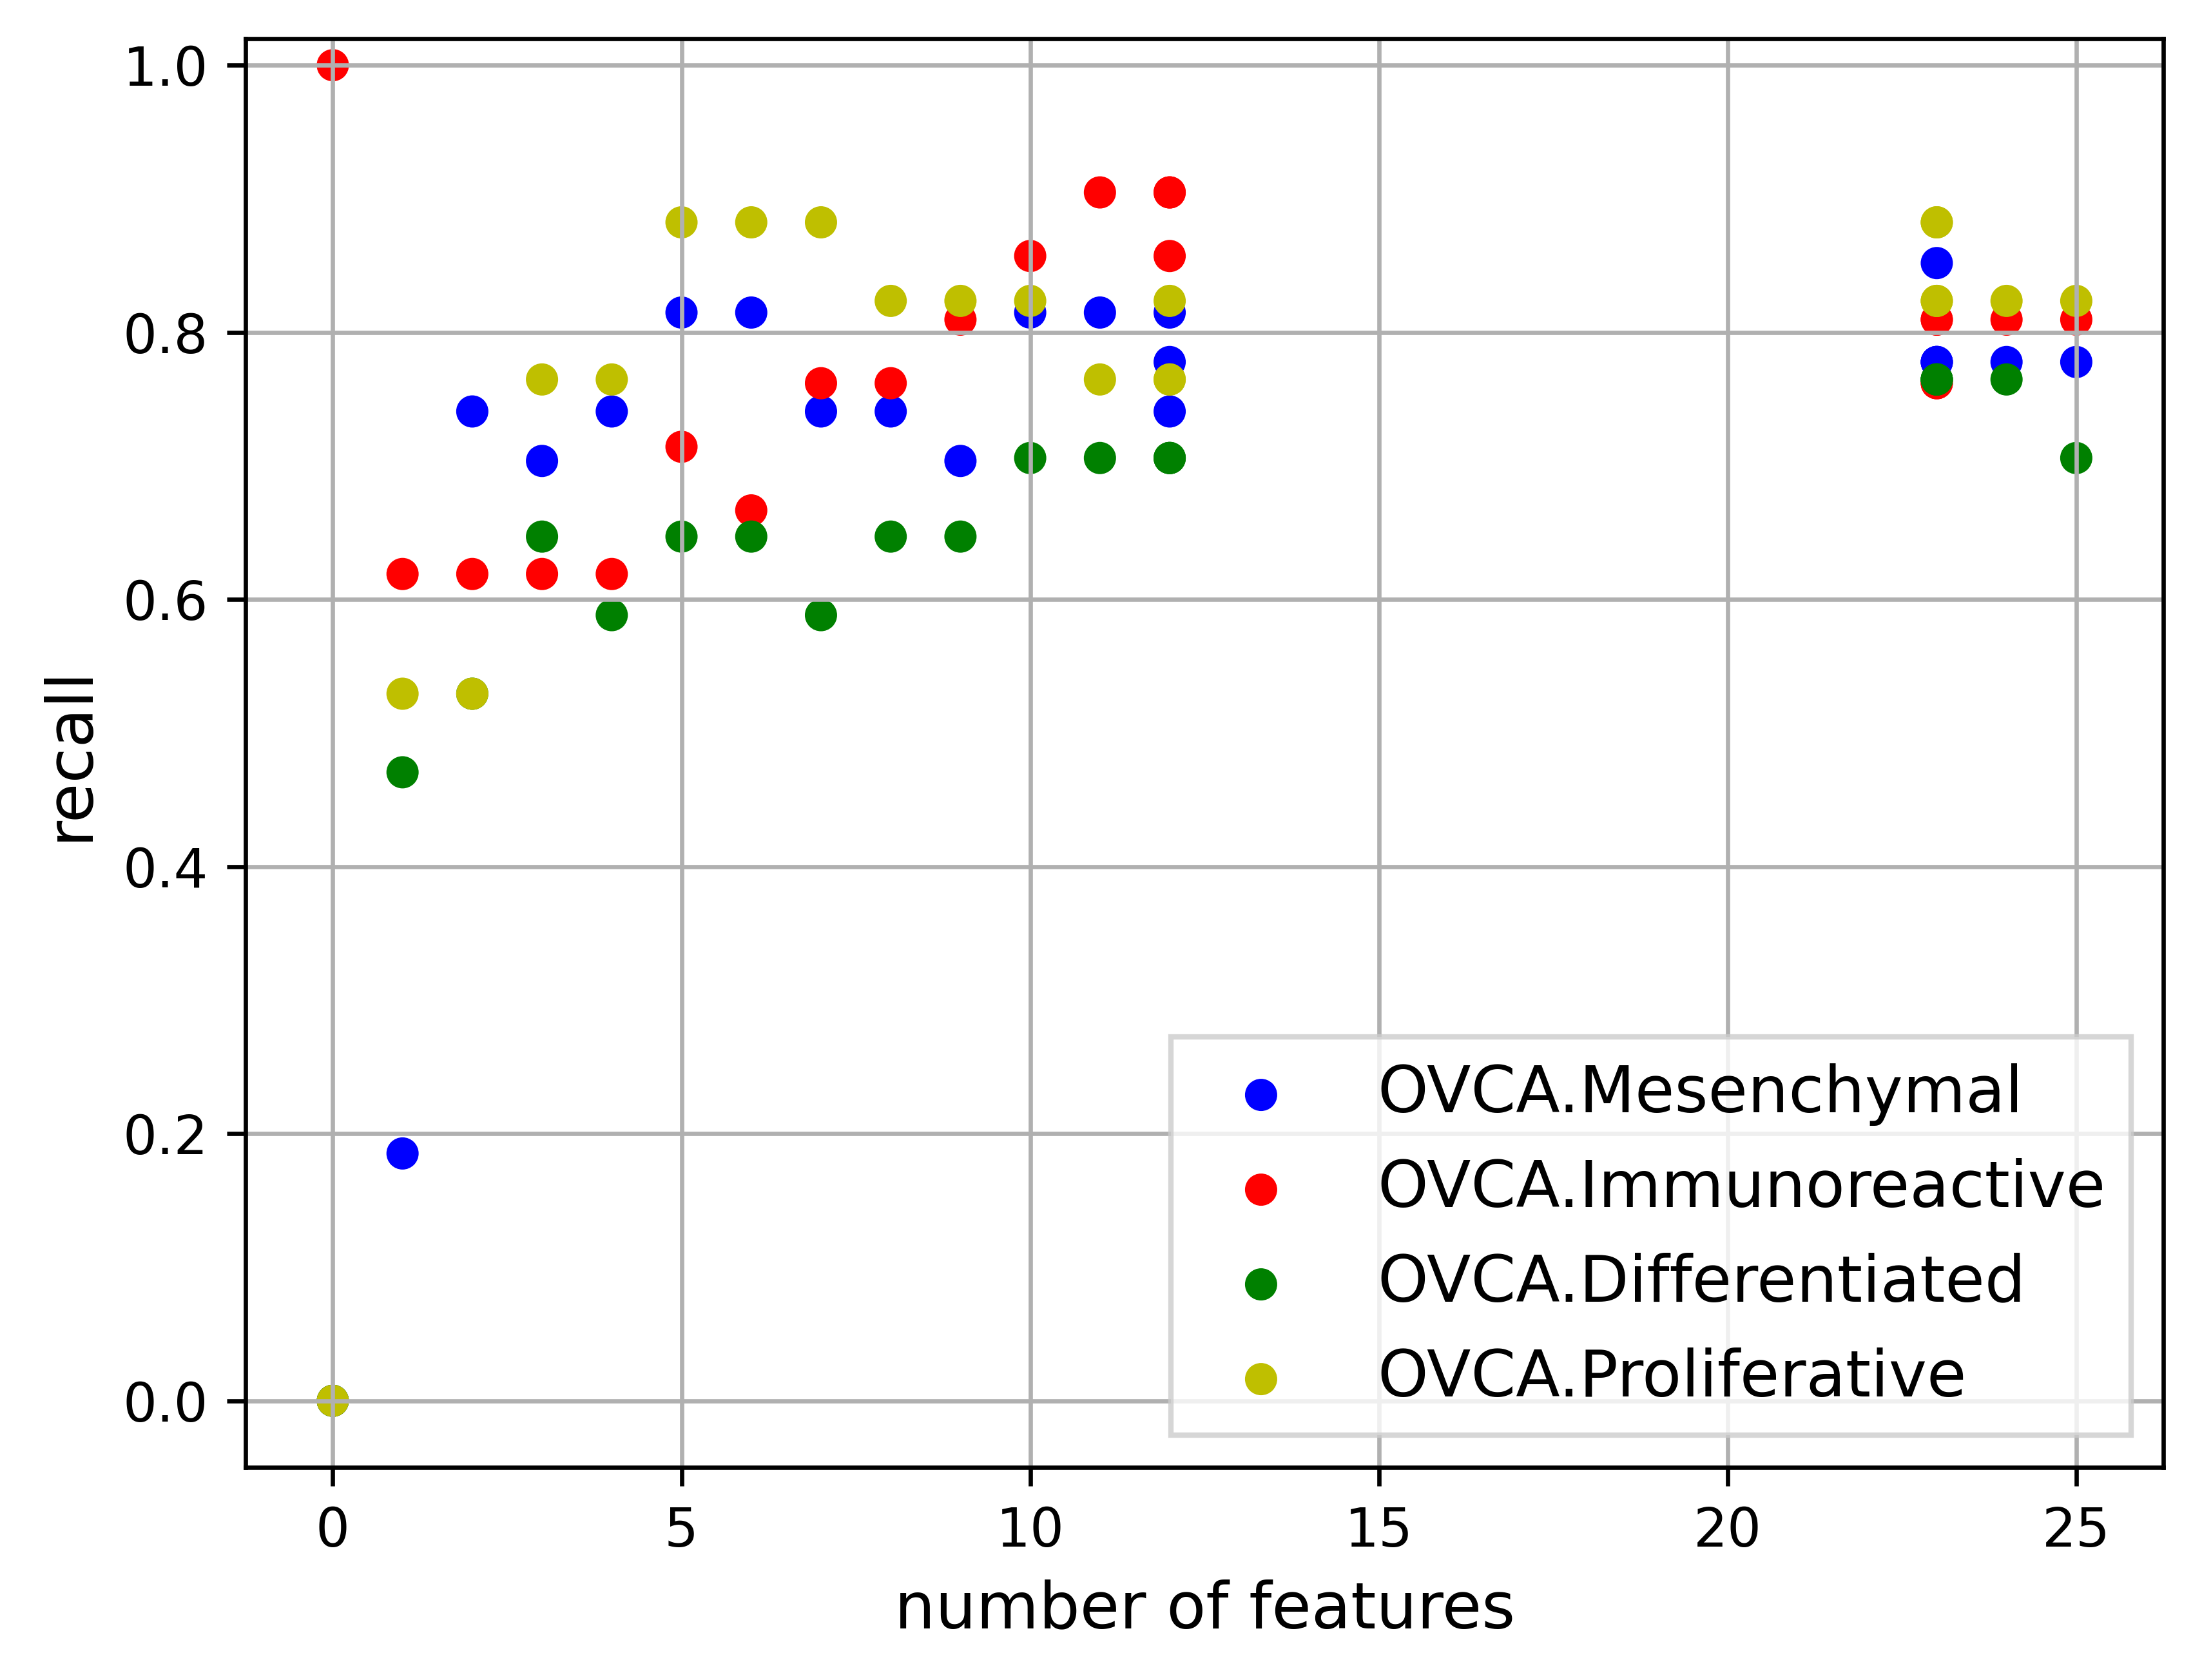 1.0
0.8
0.6
0.4
0.2
0.0
recall
0 5 10 15 20 25
number of features
OVCA.Mesenchymal
OVCA.Immunoreactive
OVCA.Differentiated
OVCA.Proliferative